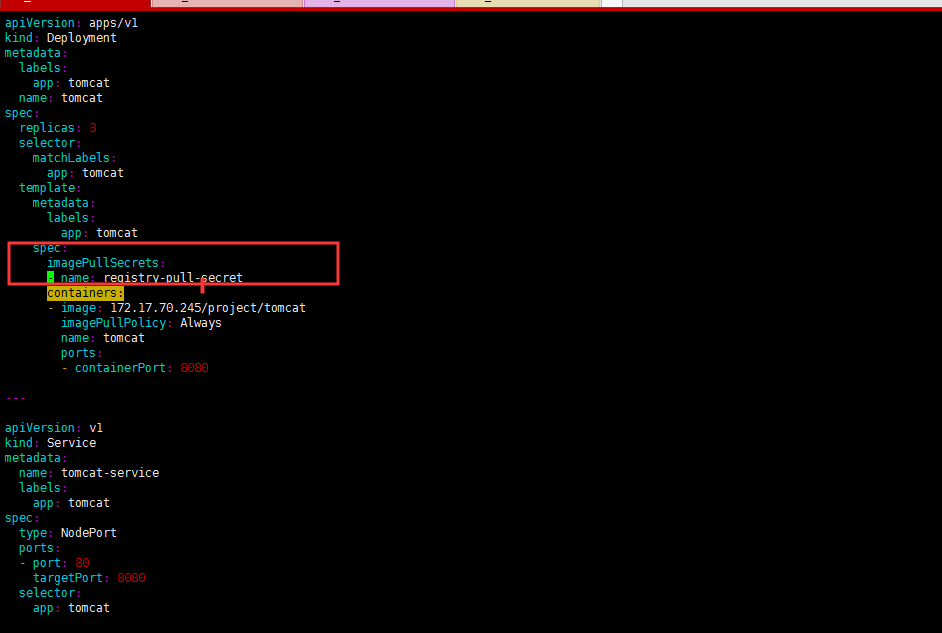 apiVersion: apps/v1
kind: Deployment
metadata:
  labels:
    app: tomcat
  name: tomcat
spec:
  replicas: 3
  selector:
    matchLabels:
      app: tomcat
  template:
    metadata:
      labels:
        app: tomcat
    spec:
      imagePullSecrets:
      - name: registry-pull-secret
      containers:
      - image: 172.17.70.245/project/tomcat
        imagePullPolicy: Always
        name: tomcat
        ports:
        - containerPort: 8080
---
apiVersion: v1
kind: Service
metadata:
  name: tomcat-service
  labels:
    app: tomcat
spec:
  type: NodePort
  ports:
  - port: 80
    targetPort: 8080
  selector:
    app: tomcat